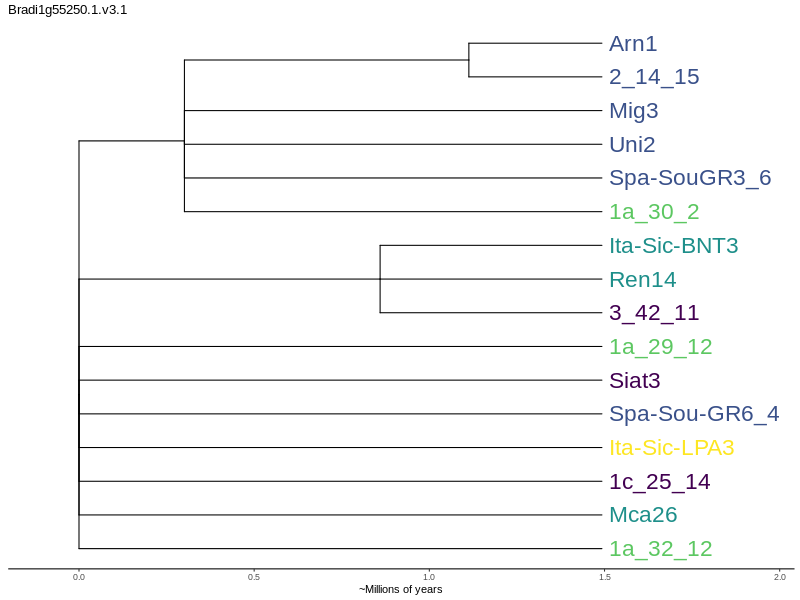 Bradi1g55250.1.v3.1
Arn1
2_14_15
Mig3
Uni2
Spa-SouGR3_6
1a_30_2
Ita-Sic-BNT3
Ren14
3_42_11
1a_29_12
Siat3
Spa-Sou-GR6_4
Ita-Sic-LPA3
1c_25_14
Mca26
1a_32_12
0.0 0.5 1.0 1.5 2.0
~Millions of years